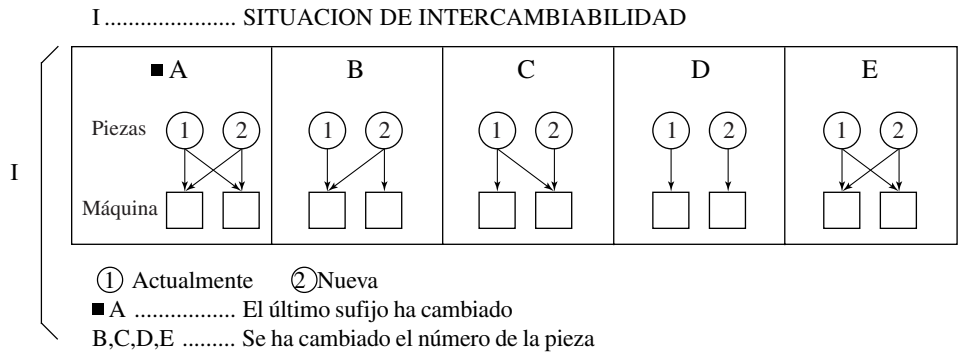 I ...................... SITUACION DE INTERCAMBIABILIDAD
■ A B C D E
Piezas 1 2 1 2 1 2 1 2 1 2
I
Máquina
1 Actualmente 2 Nueva
■ A ................. El último sufijo ha cambiado
B,C,D,E ......... Se ha cambiado el número de la pieza